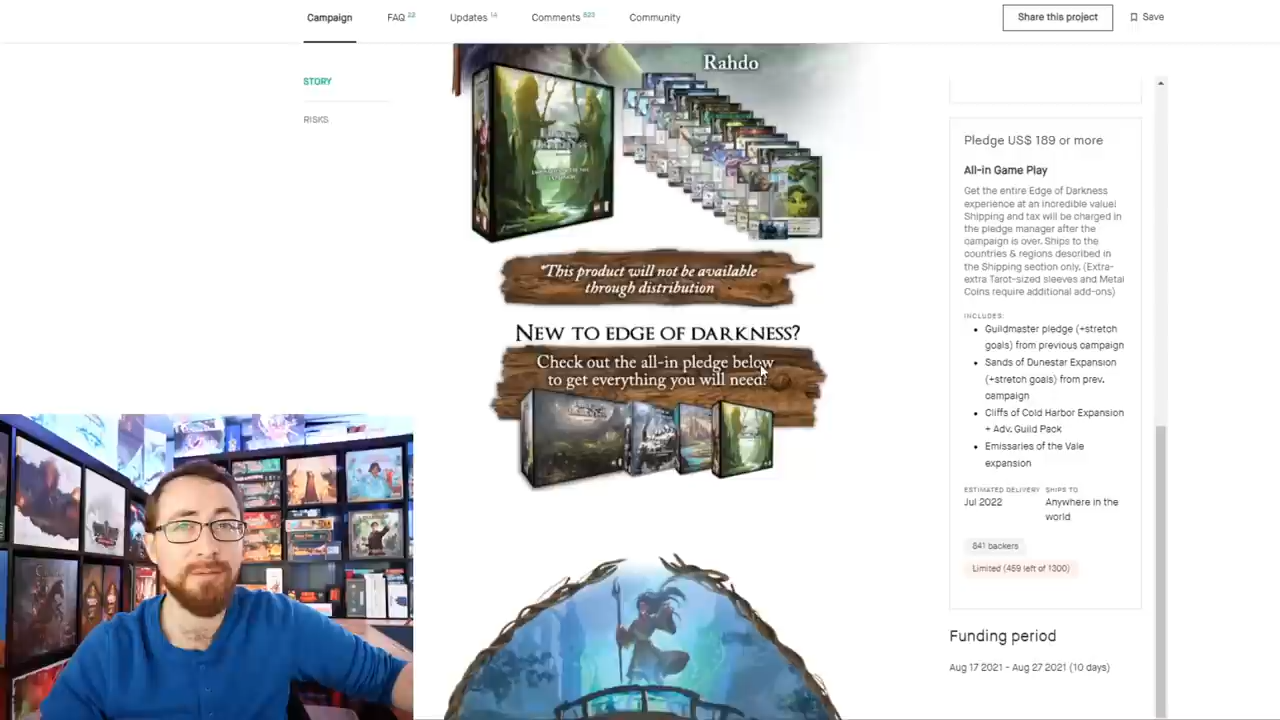 Campaign
FAQ 22
Updates 14
Comments 523
Community
Share this project
Save
STORY
RISKS
Rahdo
*This product will not be available
through distribution
NEW TO EDGE OF DARKNESS?
Check out the all-in pledge below
to get everything you will need!
Pledge US$ 189 or more
All-in Game Play
Get the entire Edge of Darkness
experience at an incredible value!
Shipping and tax will be charged in
the pledge manager after the
campaign is over. Ships to the
countries & regions described in
the Shipping section only. (Extra-
extra Tarot-sized sleeves and Metal
Coins require additional add-ons)
INCLUDES:
• Guildmaster pledge (+stretch
goals) from previous campaign
• Sands of Dunestar Expansion
(+stretch goals) from prev.
campaign
• Cliffs of Cold Harbor Expansion
+ Adv. Guild Pack
• Emissaries of the Vale
expansion
ESTIMATED DELIVERY
Jul 2022
SHIPS TO
Anywhere in the
world
841 backers
Limited (459 left of 1300)
Funding period
Aug 17 2021 - Aug 27 2021 (10 days)